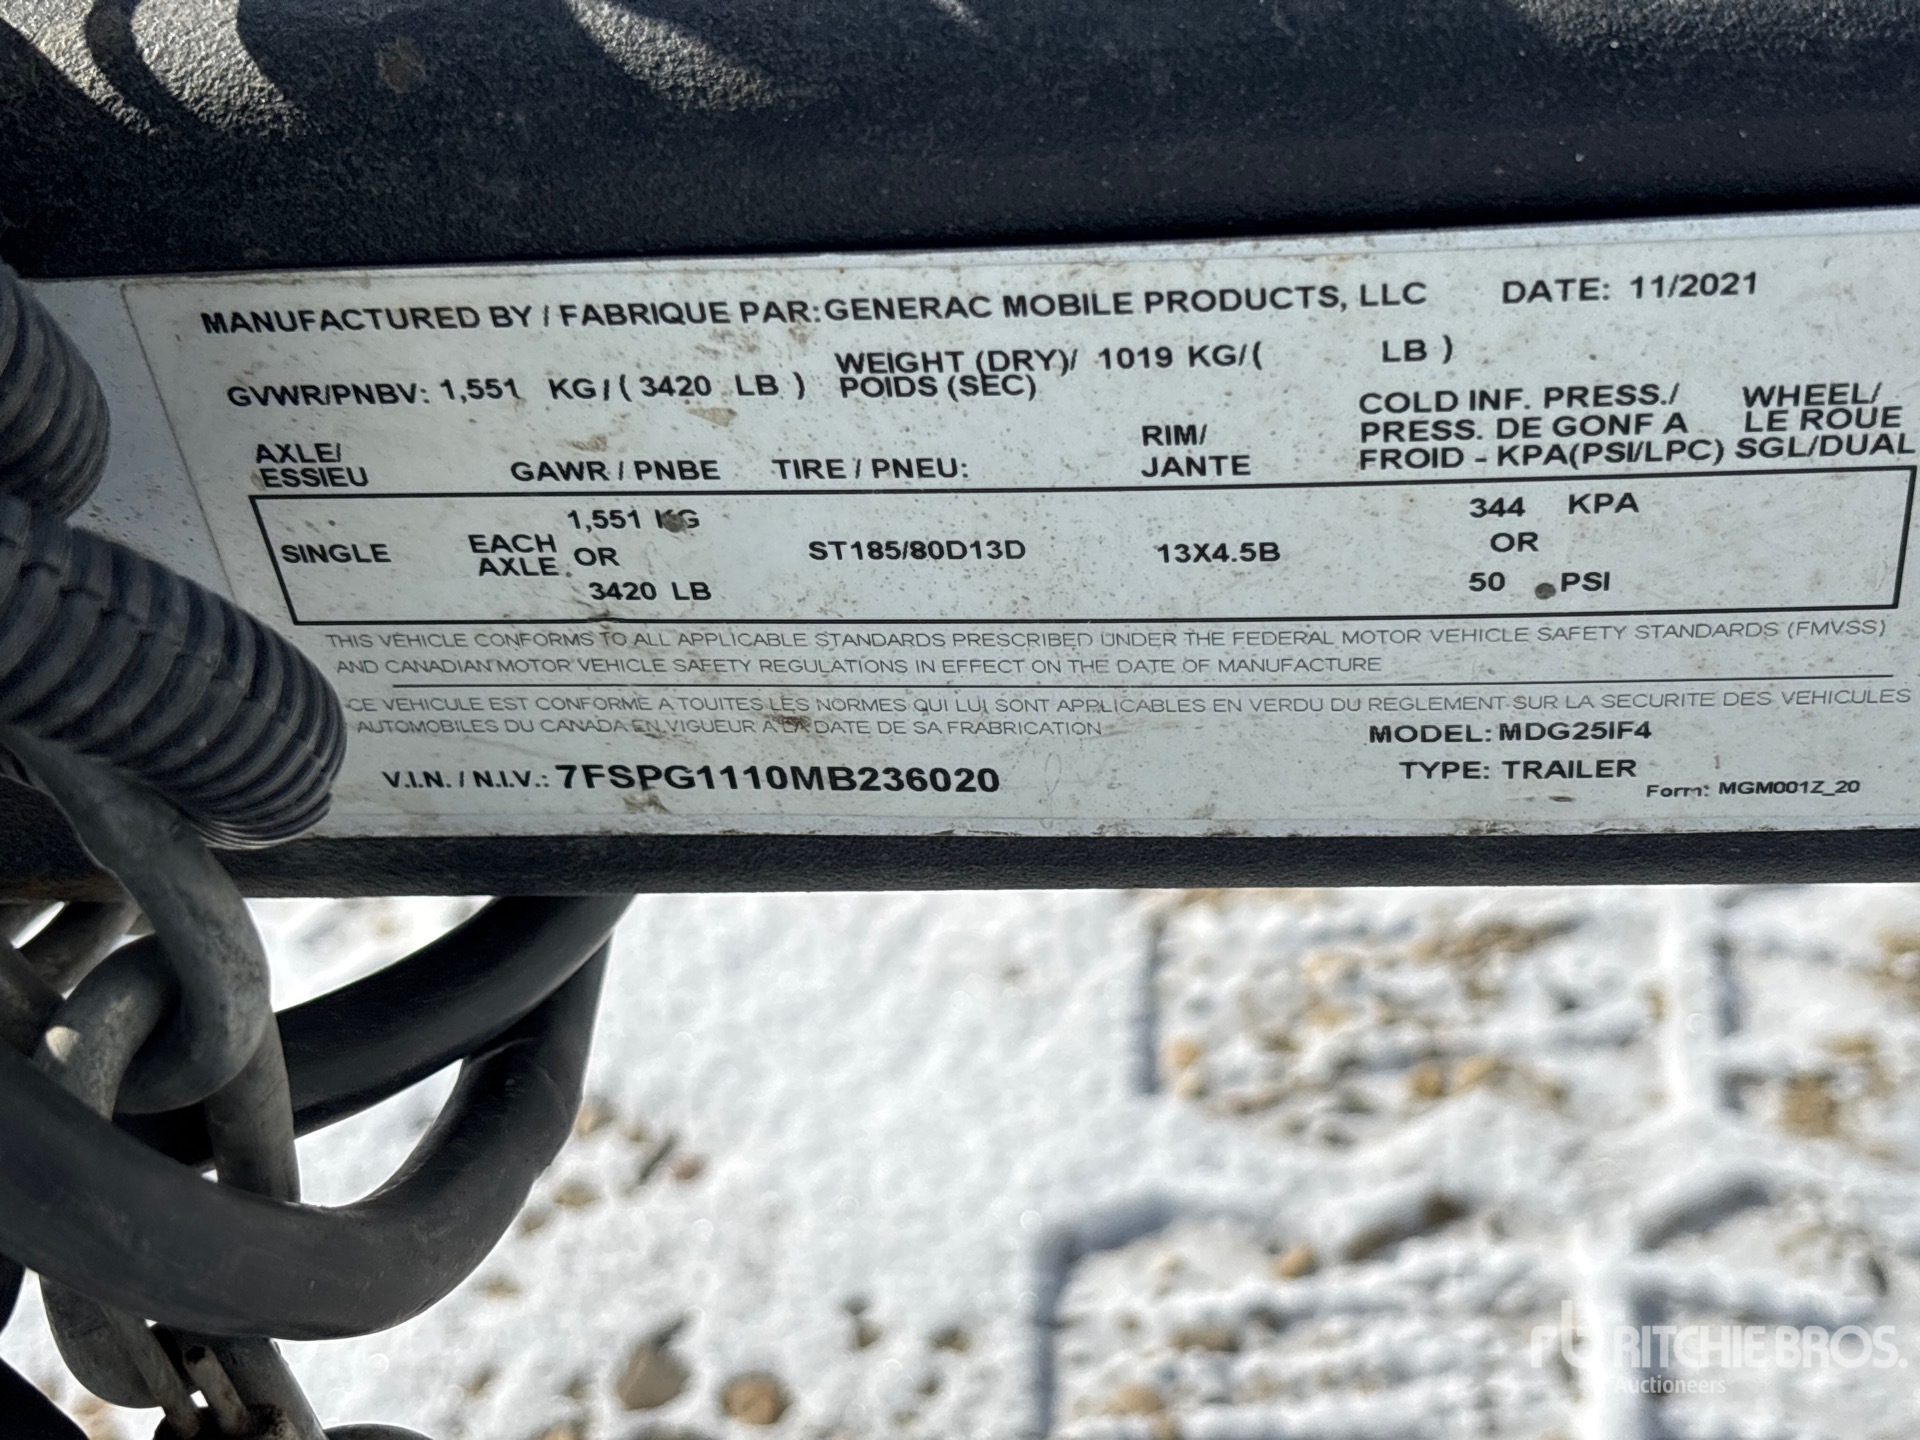 MANUFACTURED BY / FABRIQUE PAR: GENERAC MOBILE PRODUCTS, LLC DATE: 11/2021
GVWR/PNBV: 1,551 KG / ( 3420 LB ) WEIGHT (DRY)/ 1019 KG/( LB )
POIDS (SEC)
AXLE/
ESSIEU
GAWR / PNBE
TIRE / PNEU:
RIM/
JANTE
COLD INF. PRESS./
PRESS. DE GONF A
FROID - KPA(PSI/LPC)
WHEEL/
LE ROUE
SGL/DUAL
SINGLE
EACH
AXLE
1,551 KG
OR
3420 LB
ST185/80D13D
13X4.5B
344 KPA
OR
50 PSI
THIS VEHICLE CONFORMS TO ALL APPLICABLE STANDARDS PRESCRIBED UNDER THE FEDERAL MOTOR VEHICLE SAFETY STANDARDS (FMVSS)
AND CANADIAN MOTOR VEHICLE SAFETY REGULATIONS IN EFFECT ON THE DATE OF MANUFACTURE
CE VEHICULE EST CONFORME A TOUITES LES NORMES QUI LUI SONT APPLICABLES EN VERDU DU REGLEMENT SUR LA SECURITE DES VEHICULES
AUTOMOBILES DU CANADA EN VIGUEUR A LA DATE DE SA FRABRICATION
MODEL: MDG25IF4
V.I.N. / N.I.V.: 7FSPG1110MB236020
TYPE: TRAILER
Form: MGM001Z_20
rb RITCHIE BROS.
Auctioneers